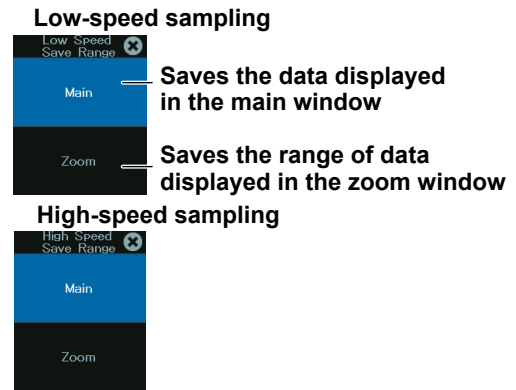 Low-speed sampling
Low Speed
Save Range
Main
Saves the data displayed
in the main window
Zoom
Saves the range of data
displayed in the zoom window
High-speed sampling
High Speed
Save Range
Main
Zoom